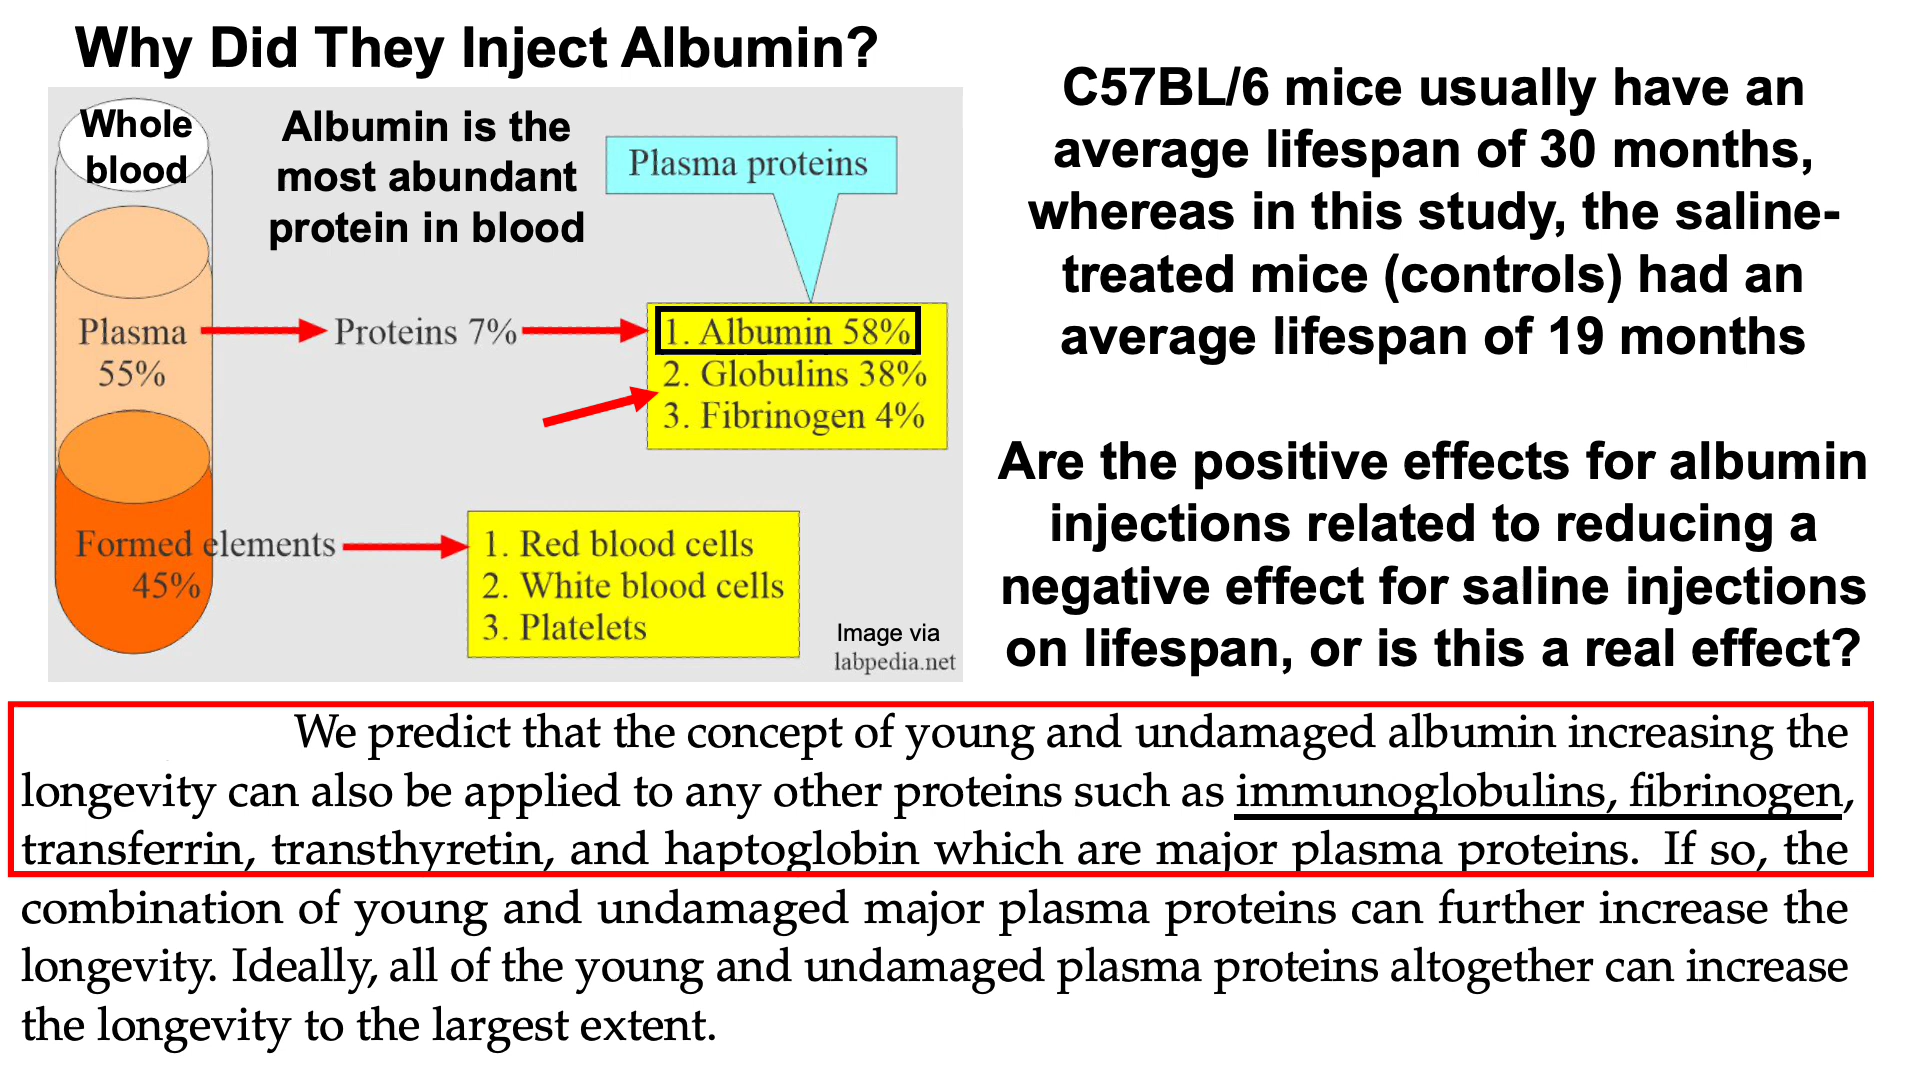 Why Did They Inject Albumin?
Whole
blood
Albumin is the
most abundant
protein in blood
Plasma proteins
Plasma
55%
Proteins 7%
1. Albumin 58%
2. Globulins 38%
3. Fibrinogen 4%
Formed elements
45%
1. Red blood cells
2. White blood cells
3. Platelets
Image via
labpedia.net
C57BL/6 mice usually have an
average lifespan of 30 months,
whereas in this study, the saline-
treated mice (controls) had an
average lifespan of 19 months
Are the positive effects for albumin
injections related to reducing a
negative effect for saline injections
on lifespan, or is this a real effect?
We predict that the concept of young and undamaged albumin increasing the
longevity can also be applied to any other proteins such as immunoglobulins, fibrinogen,
transferrin, transthyretin, and haptoglobin which are major plasma proteins. If so, the
combination of young and undamaged major plasma proteins can further increase the
longevity. Ideally, all of the young and undamaged plasma proteins altogether can increase
the longevity to the largest extent.